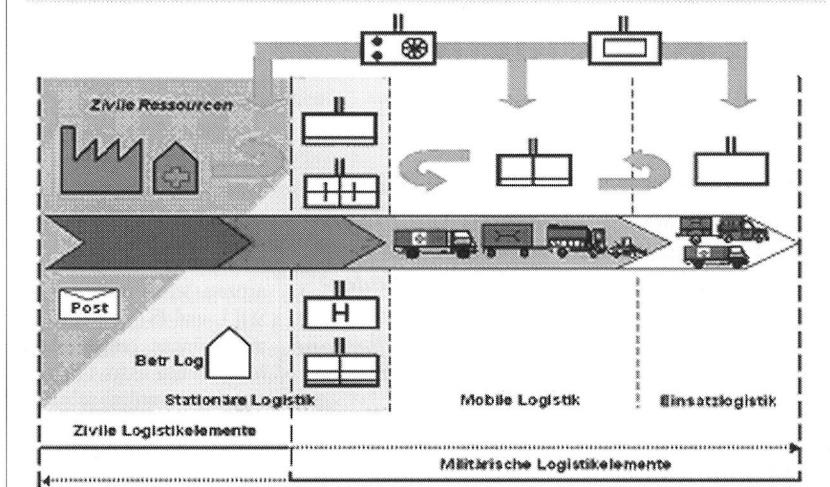 Zivile Ressourcen
Post
H
Betr Log
Stationäre Logistik
Mobile Logistik
Einsatzlogistik
Zivile Logistikelemente
Militärische Logistikelemente